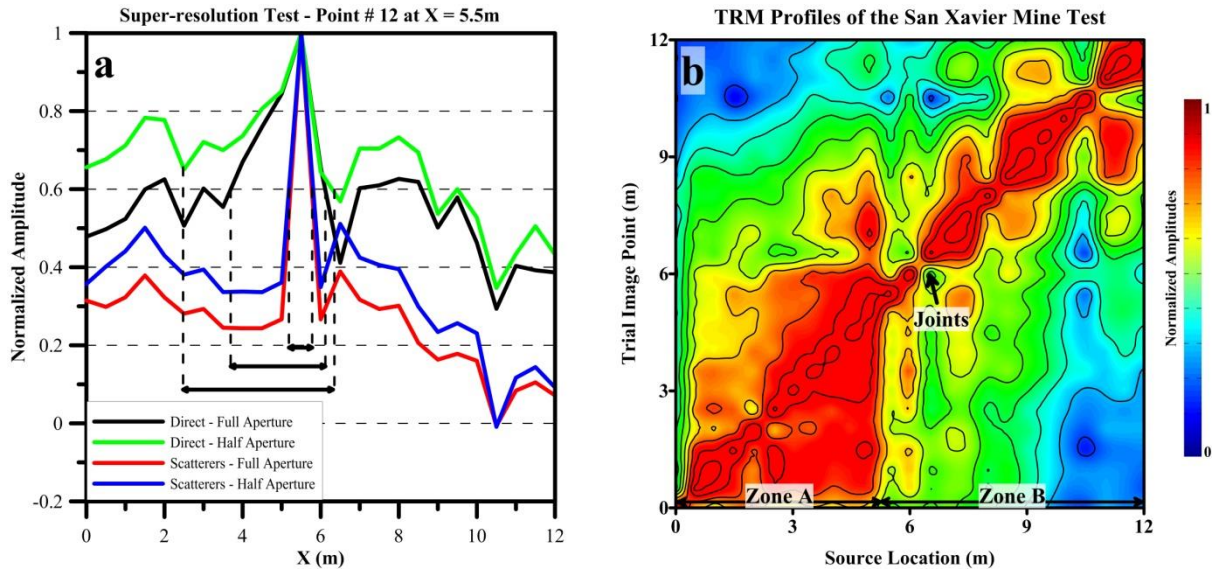 Super-resolution Test - Point # 12 at X = 5.5m
a
Normalized Amplitude
1
0.8
0.6
0.4
0.2
0
-0.2
Direct - Full Aperture
Direct - Half Aperture
Scatterers - Full Aperture
Scatterers - Half Aperture
0 2 4 6 8 10 12
X (m)
TRM Profiles of the San Xavier Mine Test
b
Trial Image Point (m)
12
9
6
3
0
Joints
Zone A Zone B
0 3 6 9 12
Source Location (m)
Normalized Amplitudes
1
0